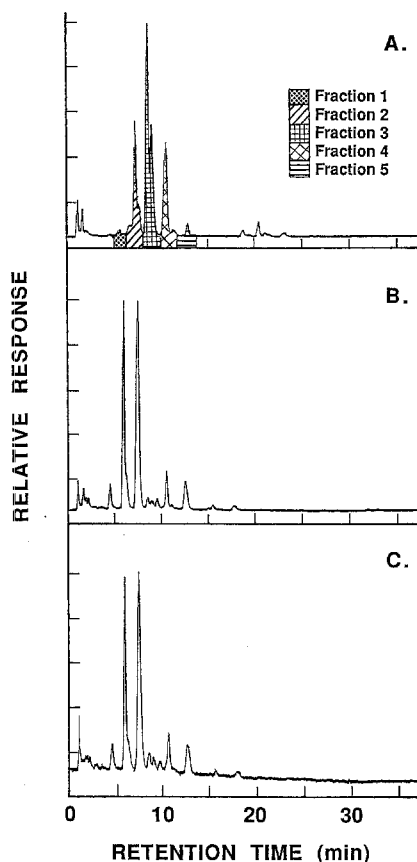 A.
Fraction 1
Fraction 2
Fraction 3
Fraction 4
Fraction 5
B.
C.
RELATIVE RESPONSE
0 10 20 30
RETENTION TIME (min)